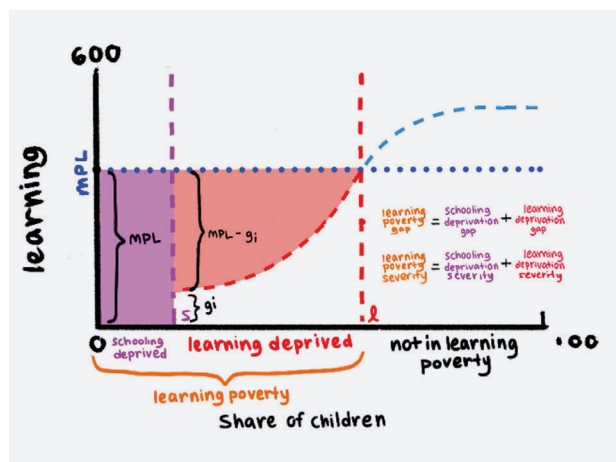 600
learning
MPL
MPL
MPL-gi
gi
s
l
learning poverty gap = schooling deprivation gap + learning deprivation gap
learning poverty severity = schooling deprivation severity + learning deprivation severity
0
schooling deprived
learning deprived
not in learning poverty
100
learning poverty
Share of children